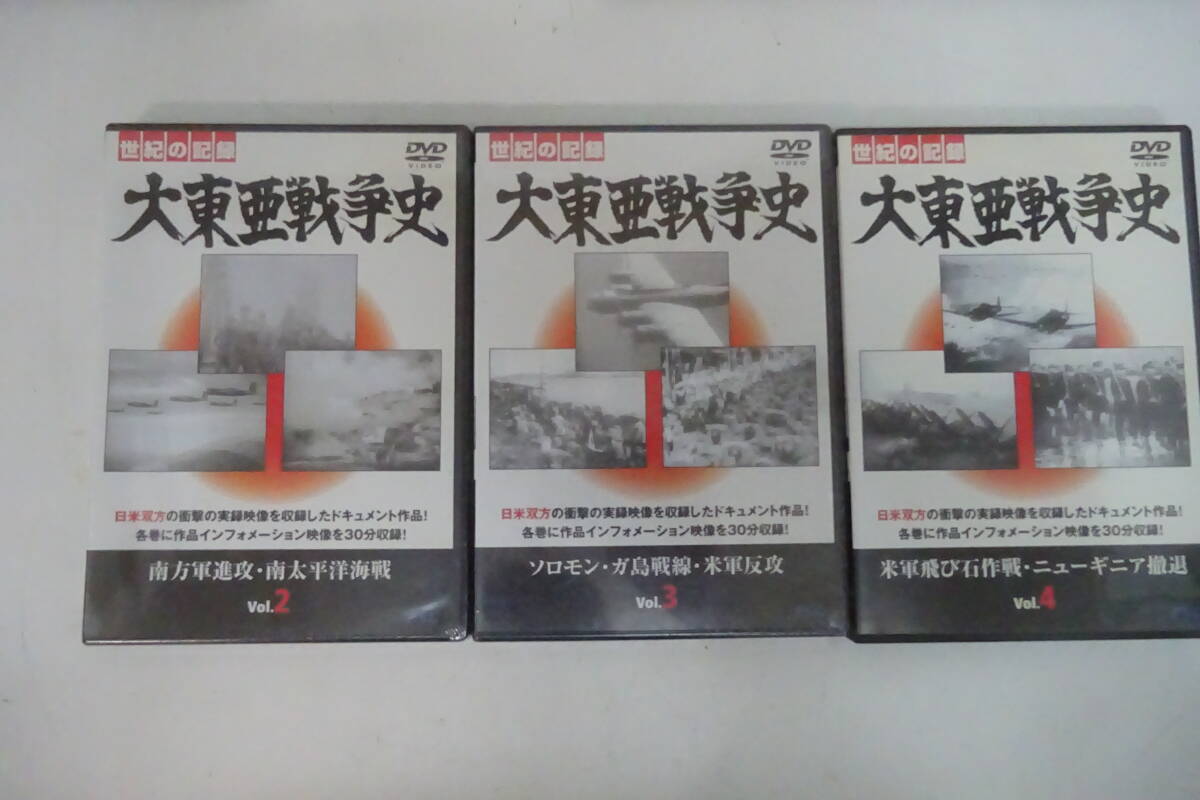 世紀の記録
DVD
VIDEO
大東亜戦争史
日米双方の衝撃の実録映像を収録したドキュメント作品!
各巻に作品インフォメーション映像を30分収録!
南方軍進攻・南太平洋海戦
Vol.2
世紀の記録
DVD
VIDEO
大東亜戦争史
日米双方の衝撃の実録映像を収録したドキュメント作品!
各巻に作品インフォメーション映像を30分収録!
ソロモン・ガ島戦線・米軍反攻
Vol.3
世紀の記録
DVD
VIDEO
大東亜戦争史
日米双方の衝撃の実録映像を収録したドキュメント作品!
各巻に作品インフォメーション映像を30分収録!
米軍飛び石作戦・ニューギニア撤退
Vol.4